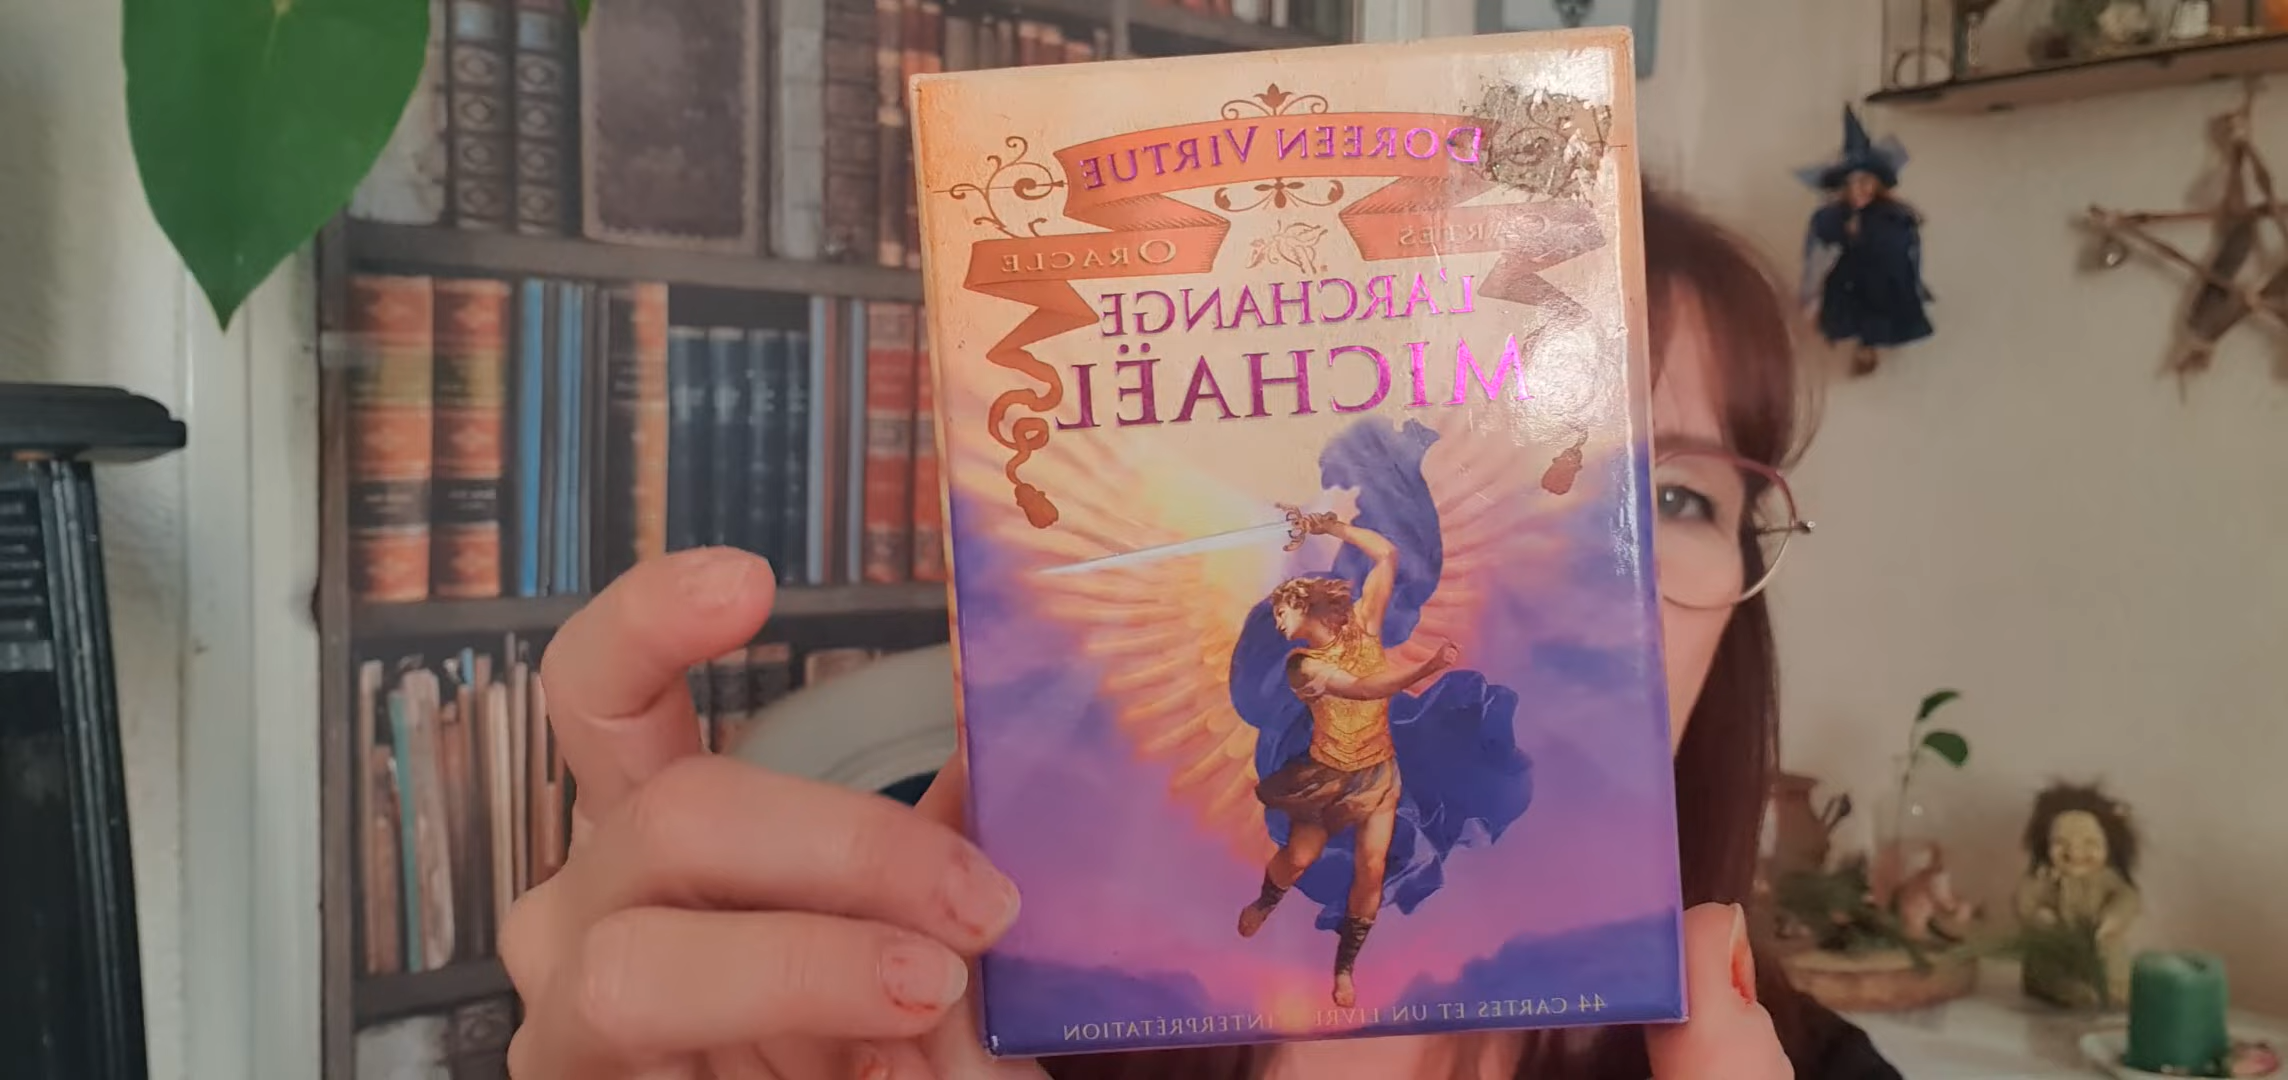 DOREEN VIRTUE
CARTES ORACLE
L'ARCHANGE
MICHAËL
44 CARTES ET UN LIVRE D'INTERPRÉTATION